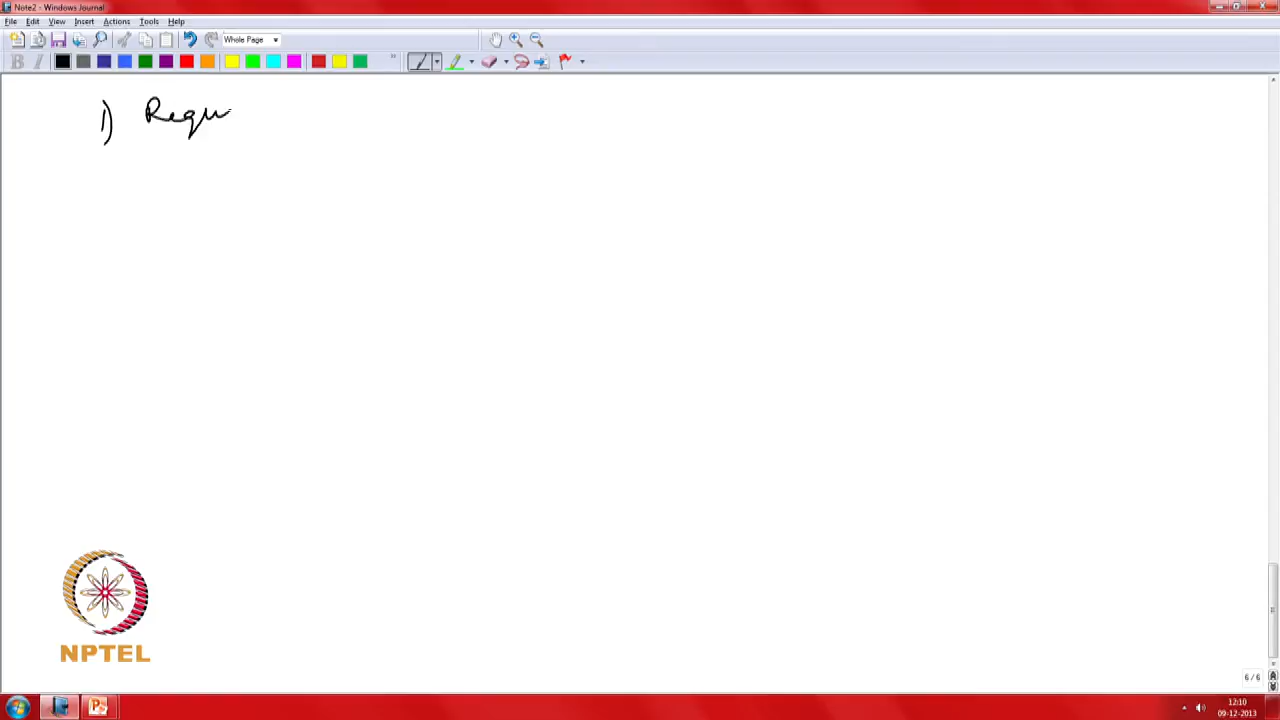 Note2 - Windows Journal
File Edit View Insert Actions Tools Help
Whole Page
B I
1) Requ
NPTEL
6 / 6
12:10
09-12-2013